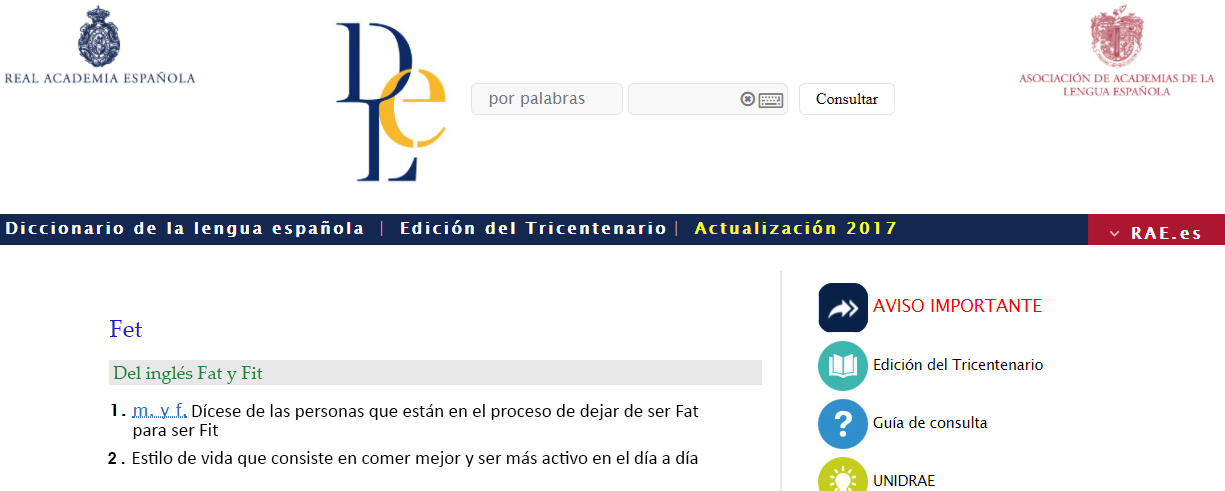 REAL ACADEMIA ESPAÑOLA
DLe
por palabras
Consultar
ASOCIACIÓN DE ACADEMIAS DE LA
LENGUA ESPAÑOLA
Diccionario de la lengua española | Edición del Tricentenario | Actualización 2017
RAE.es
Fet
Del inglés Fat y Fit
1. m. y f. Dícese de las personas que están en el proceso de dejar de ser Fat
para ser Fit
2. Estilo de vida que consiste en comer mejor y ser más activo en el día a día
AVISO IMPORTANTE
Edición del Tricentenario
?
Guía de consulta
UNIDRAE